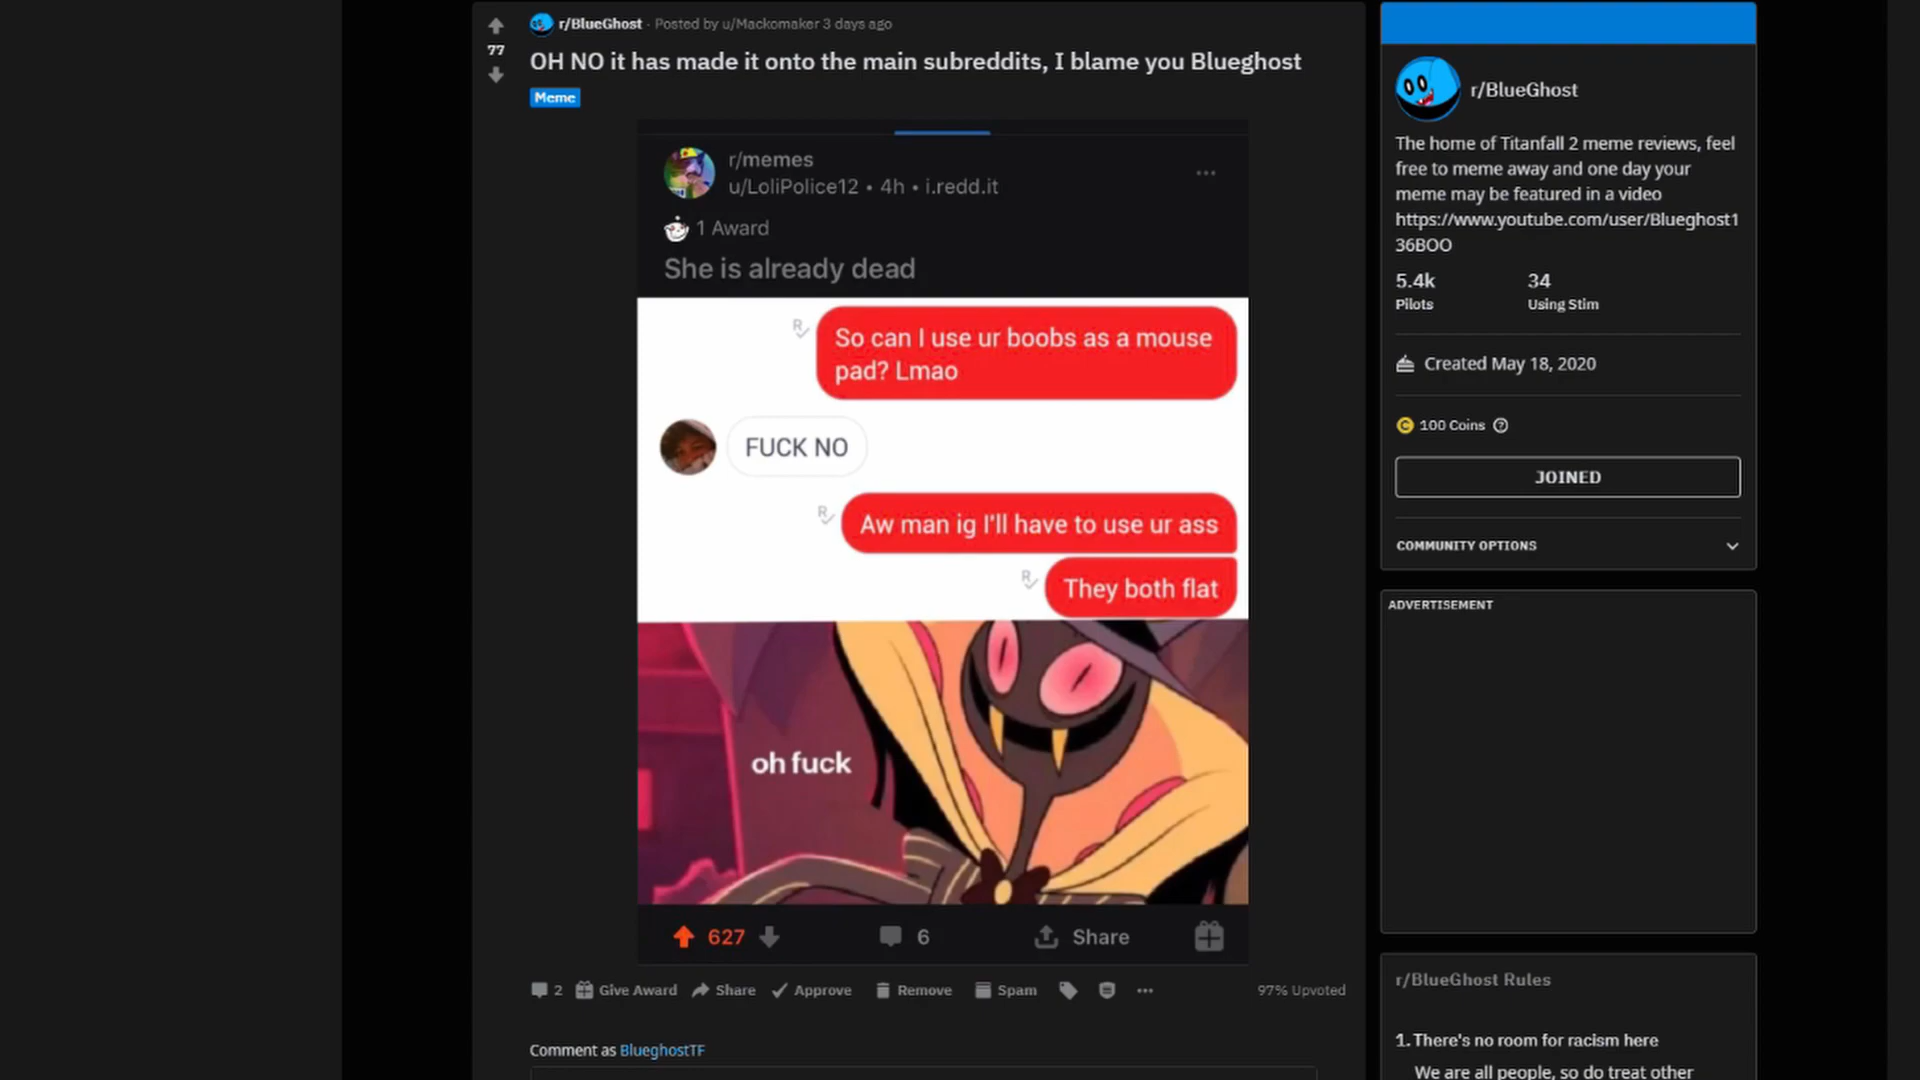 r/BlueGhost · Posted by u/Mackomaker 3 days ago
77
OH NO it has made it onto the main subreddits, I blame you Blueghost
Meme
r/memes
u/LoliPolice12 • 4h • i.redd.it
1 Award
She is already dead
So can I use ur boobs as a mouse
pad? Lmao
FUCK NO
Aw man ig I'll have to use ur ass
They both flat
oh fuck
627
6
Share
2
Give Award
Share
Approve
Remove
Spam
97% Upvoted
Comment as BlueghostTF
r/BlueGhost
The home of Titanfall 2 meme reviews, feel
free to meme away and one day your
meme may be featured in a video
https://www.youtube.com/user/Blueghost1
36BOO
5.4k
34
Pilots
Using Stim
Created May 18, 2020
100 Coins
JOINED
COMMUNITY OPTIONS
ADVERTISEMENT
r/BlueGhost Rules
1. There's no room for racism here
We are all people, so do treat other